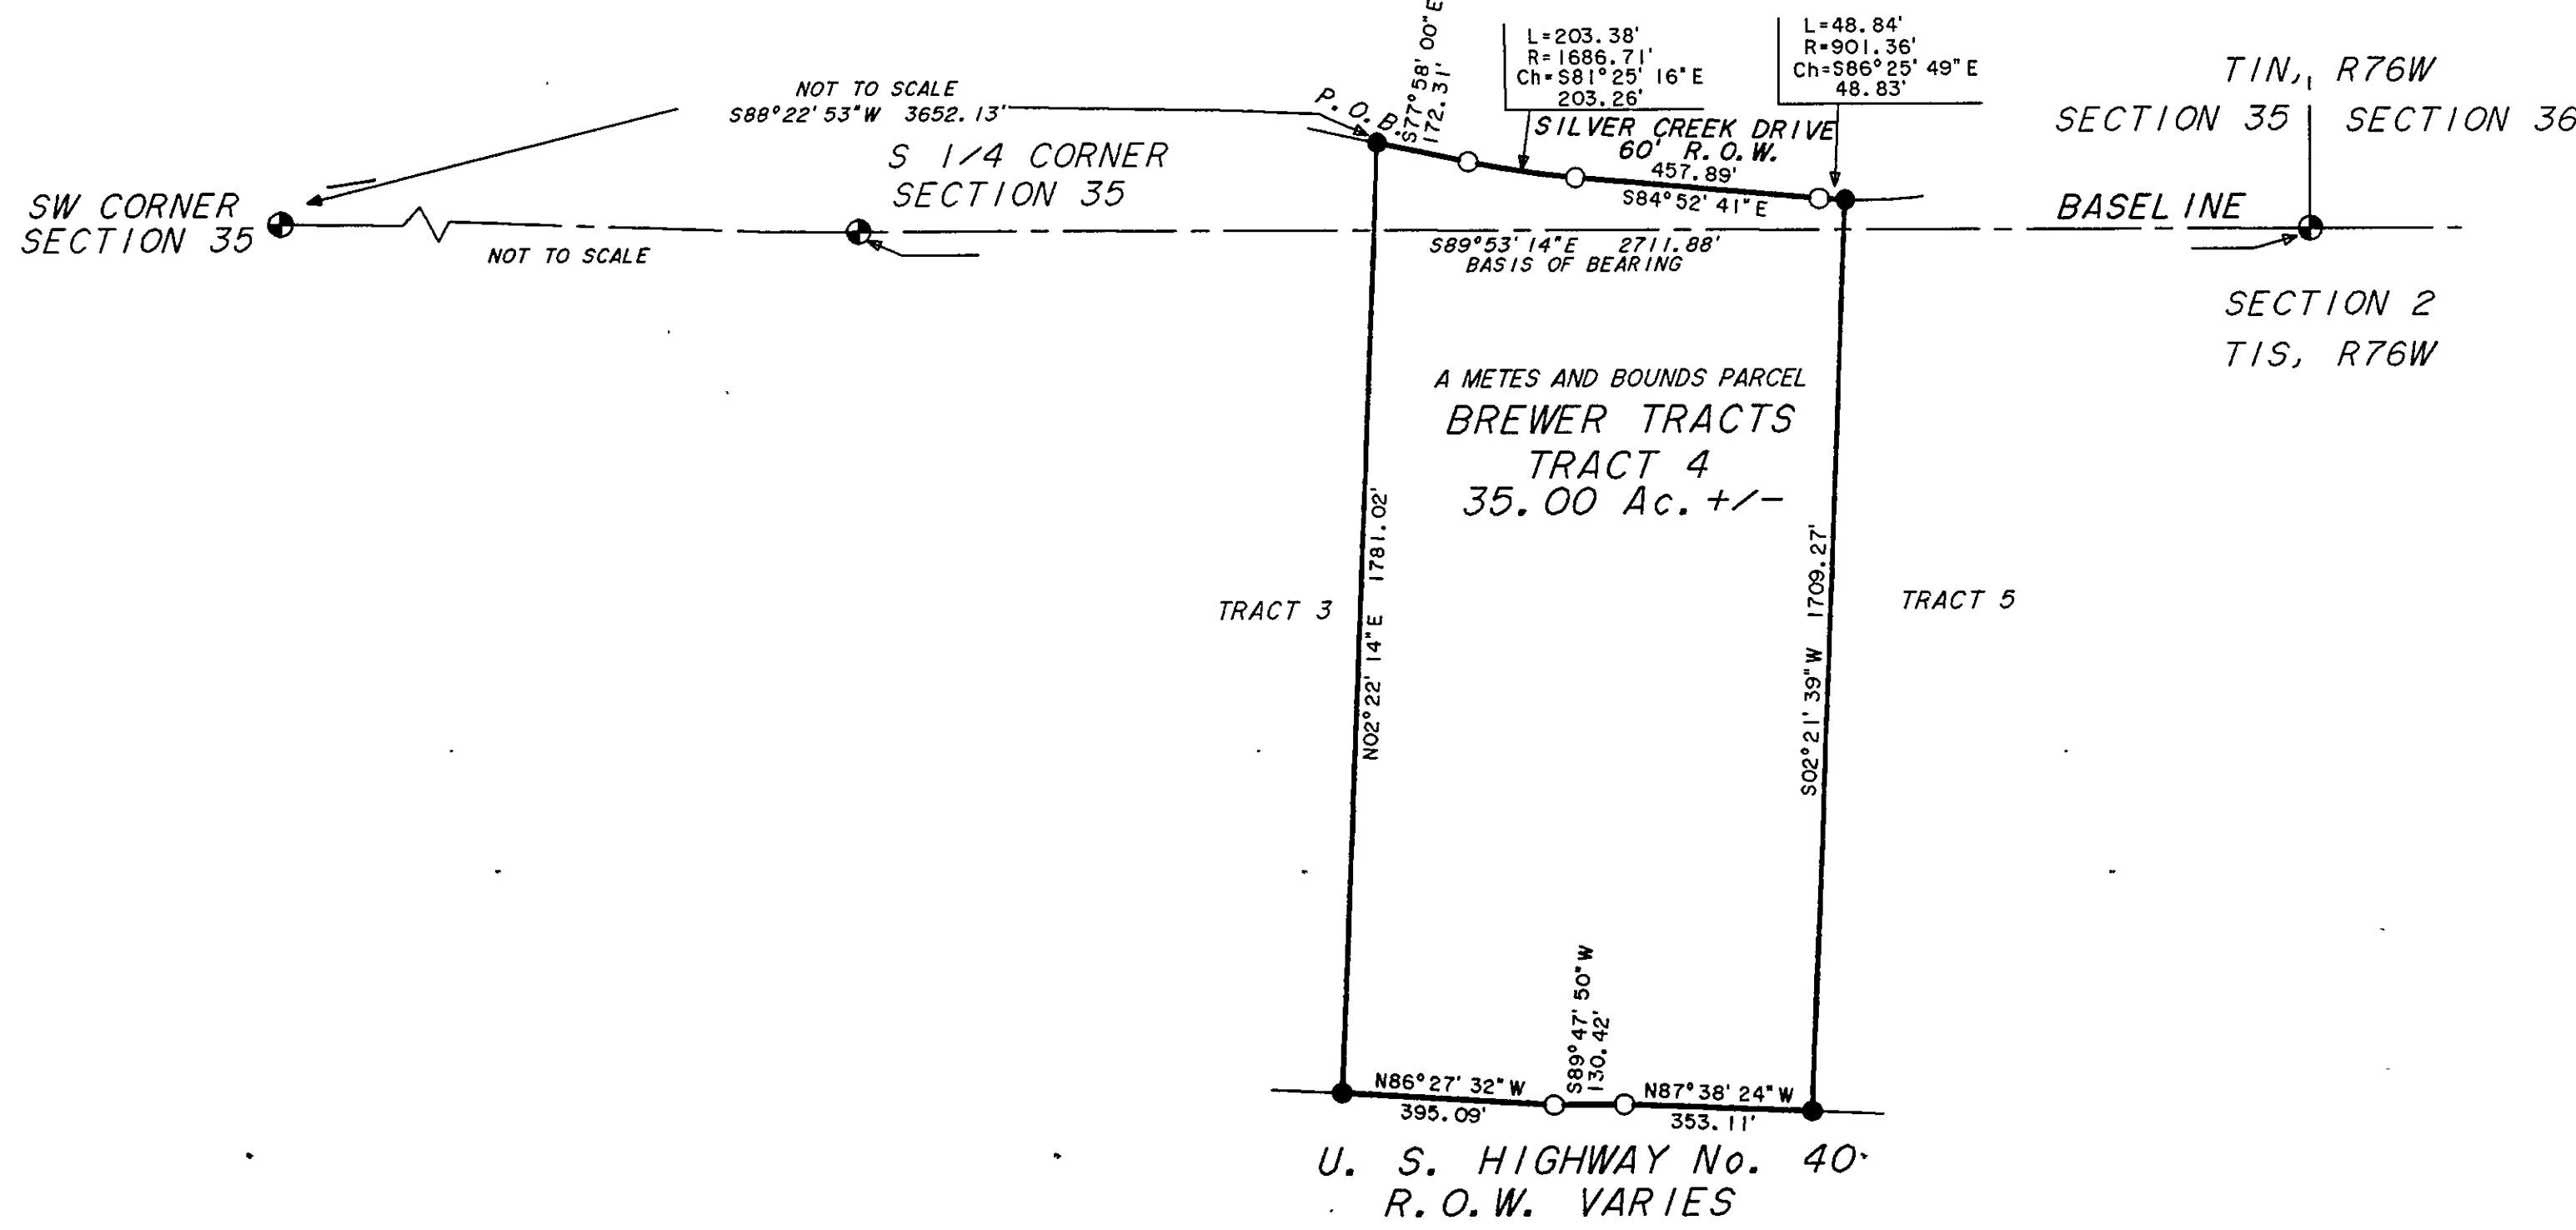 L=203.38'
R=1686.71'
Ch=S81°25'16"E
203.26'
L=48.84'
R=901.36'
Ch=S86°25'49"E
48.83'
T1N, R76W
SECTION 35
SECTION 36
NOT TO SCALE
S88°22'53"W 3652.13'
P.O.B.
S77°58'00"E
172.31'
SILVER CREEK DRIVE
60' R.O.W.
457.89'
S84°52'41"E
S 1/4 CORNER
SECTION 35
SW CORNER
SECTION 35
NOT TO SCALE
BASELINE
S89°53'14"E 2711.88'
BASIS OF BEARING
SECTION 2
T1S, R76W
A METES AND BOUNDS PARCEL
BREWER TRACTS
TRACT 4
35.00 Ac. +/-
N02°22'14"E 1781.02'
S02°21'39"W 1709.27'
TRACT 3
TRACT 5
N86°27'32"W
395.09'
S89°47'50"W
130.42'
N87°38'24"W
353.11'
U. S. HIGHWAY No. 40
R.O.W. VARIES